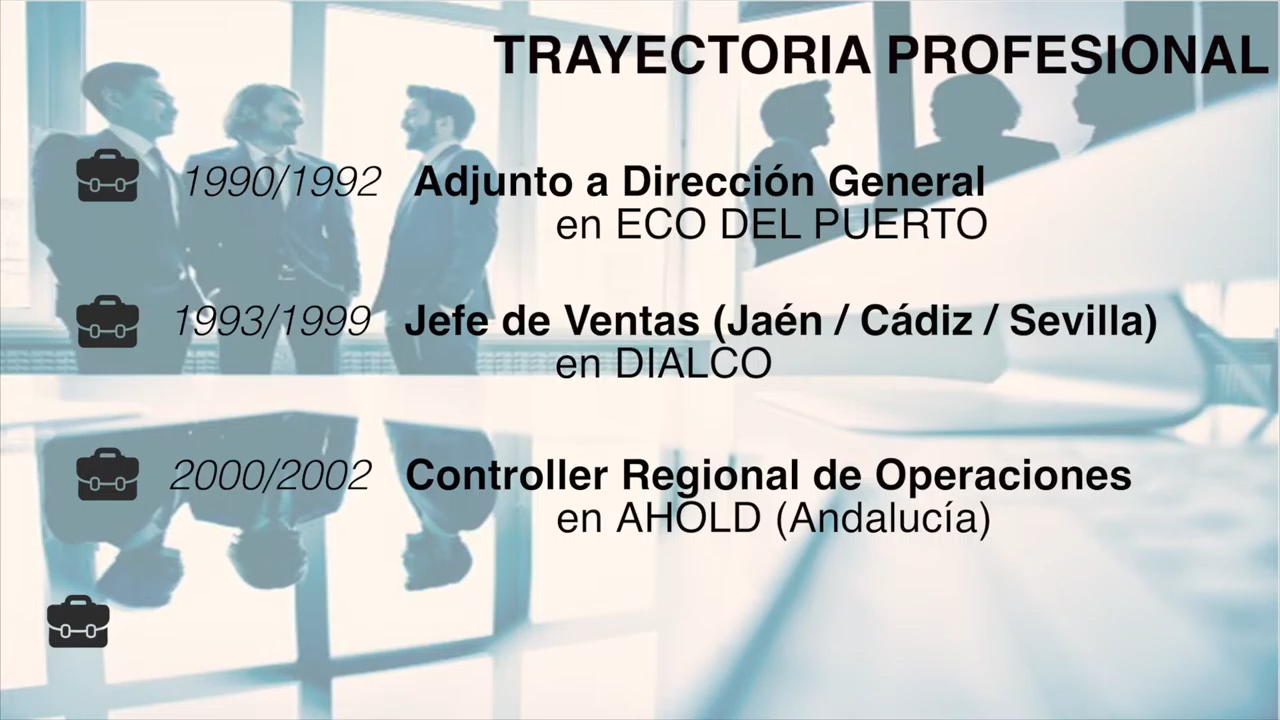 TRAYECTORIA PROFESIONAL
1990/1992 Adjunto a Dirección General
en ECO DEL PUERTO
1993/1999 Jefe de Ventas (Jaén / Cádiz / Sevilla)
en DIALCO
2000/2002 Controller Regional de Operaciones
en AHOLD (Andalucía)